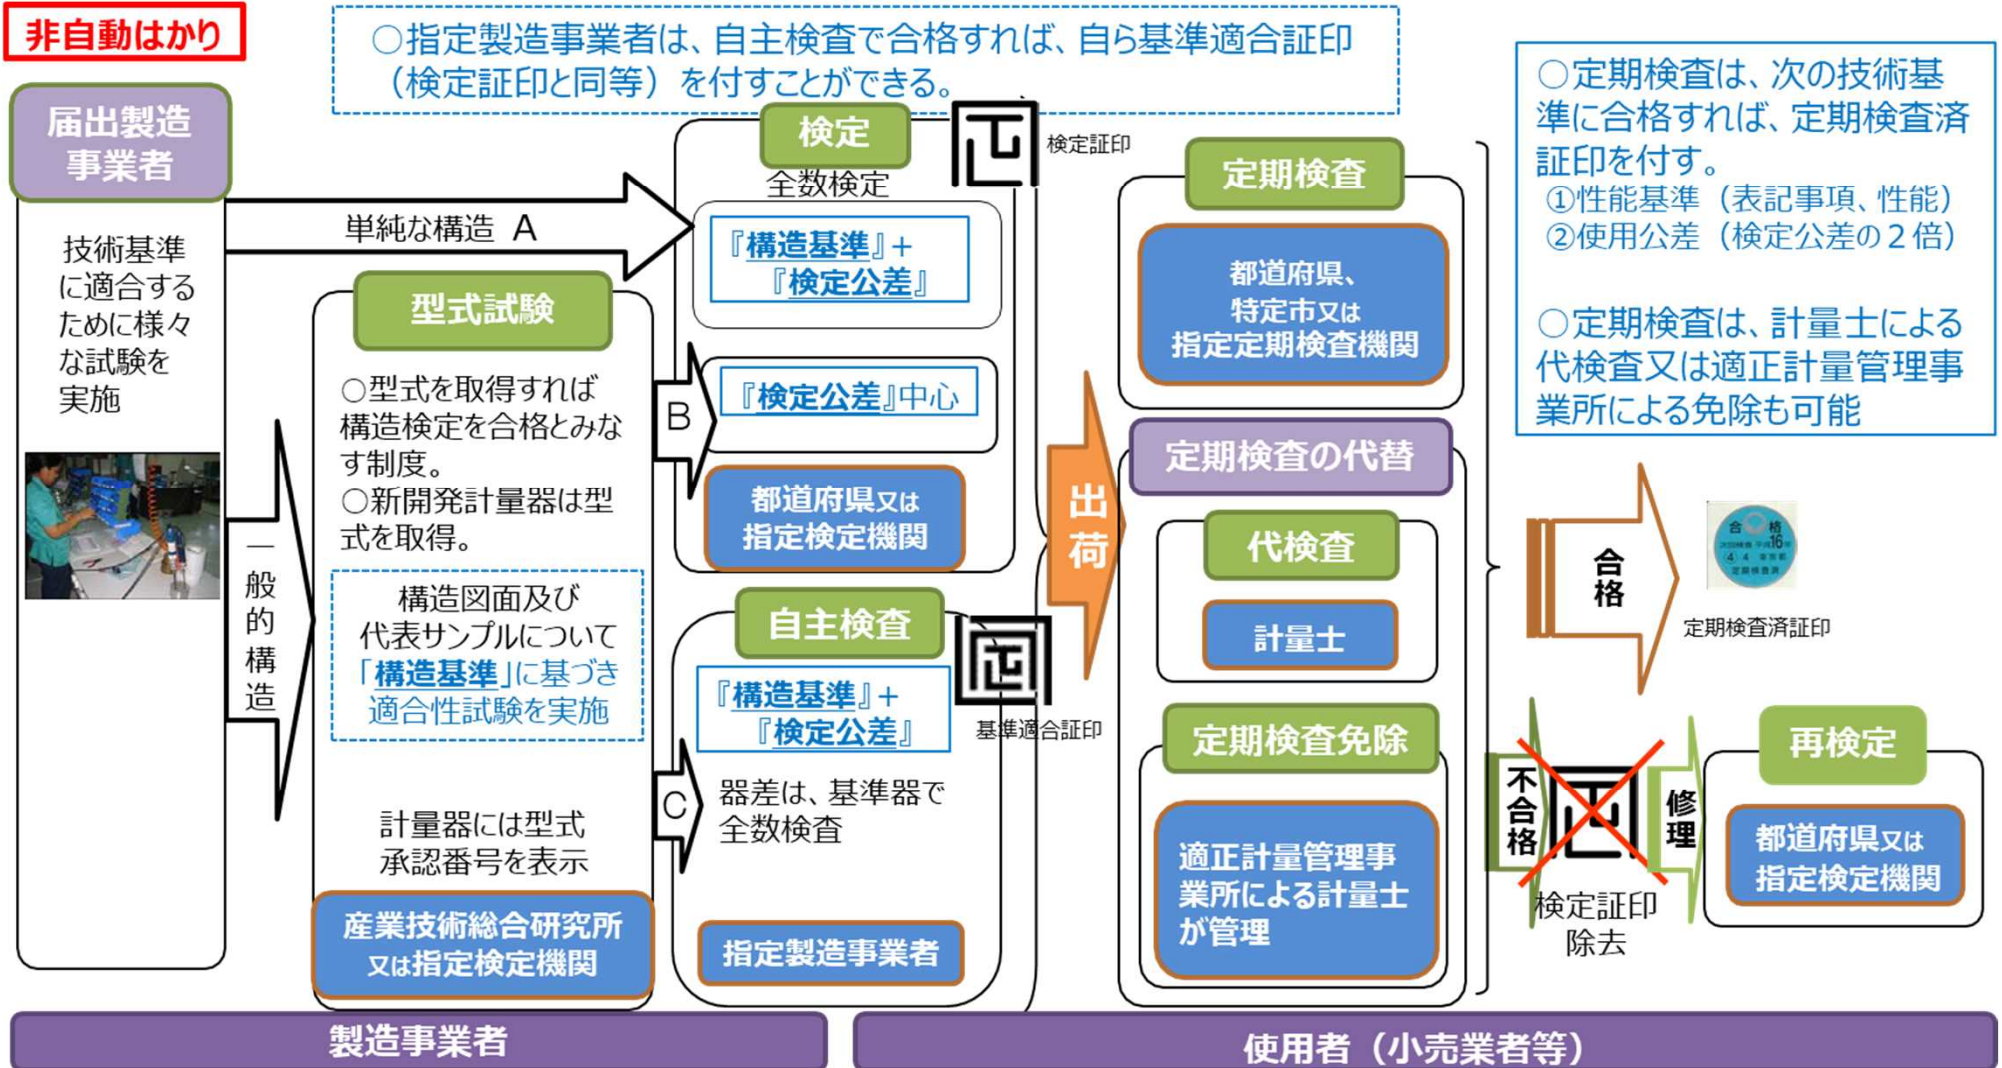 非自動はかり
○指定製造事業者は、自主検査で合格すれば、自ら基準適合証印
(検定証印と同等)を付すことができる。
届出製造
事業者
技術基準
に適合する
ために様々
な試験を
実施
単純な構造 A
一般的構造
型式試験
○型式を取得すれば
構造検定を合格とみな
す制度。
○新開発計量器は型
式を取得。
構造図面及び
代表サンプルについて
「構造基準」に基づき
適合性試験を実施
計量器には型式
承認番号を表示
産業技術総合研究所
又は指定検定機関
B
C
検定
全数検定
検定証印
『構造基準』+
『検定公差』
『検定公差』中心
都道府県又は
指定検定機関
自主検査
『構造基準』+
『検定公差』
基準適合証印
器差は、基準器で
全数検査
指定製造事業者
出荷
定期検査
都道府県、
特定市又は
指定定期検査機関
定期検査の代替
代検査
計量士
定期検査免除
適正計量管理事
業所による計量士
が管理
○定期検査は、次の技術基
準に合格すれば、定期検査済
証印を付す。
①性能基準(表記事項、性能)
②使用公差(検定公差の2倍)
○定期検査は、計量士による
代検査又は適正計量管理事
業所による免除も可能
合格
合格
16
定期検査済
定期検査済証印
不合格
検定証印
除去
修理
再検定
都道府県又は
指定検定機関
製造事業者
使用者(小売業者等)